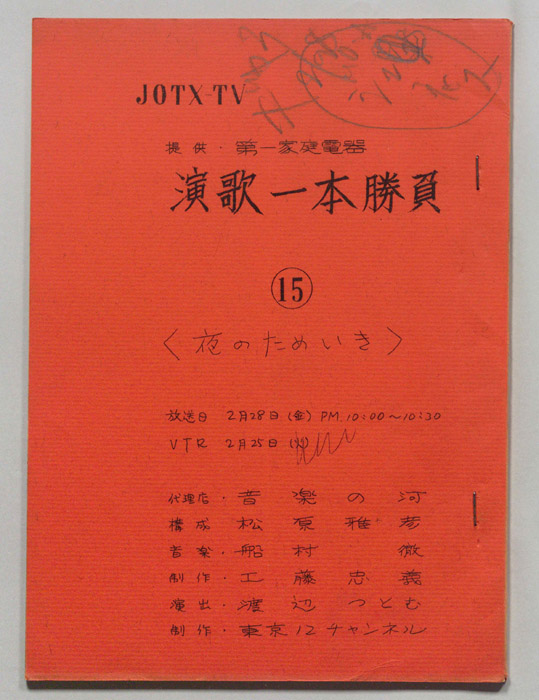 JOTX-TV
提供・第一家庭電器
演歌一本勝負
⑮
〈夜のためいき〉
放送日 2月28日(金) PM 10:00〜10:30
VTR 2月25日(火)
代理店・音楽の河
構成・松原雅彦
音楽・船村徹
制作・工藤忠義
演出・渡辺つとむ
制作・東京12チャンネル